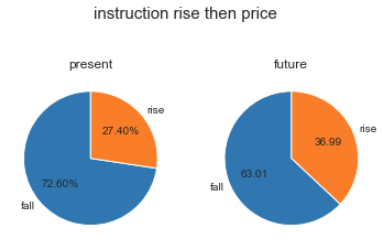 instruction rise then price
present
future
rise
27.40%
72.60%
fall
rise
36.99
63.01
fall